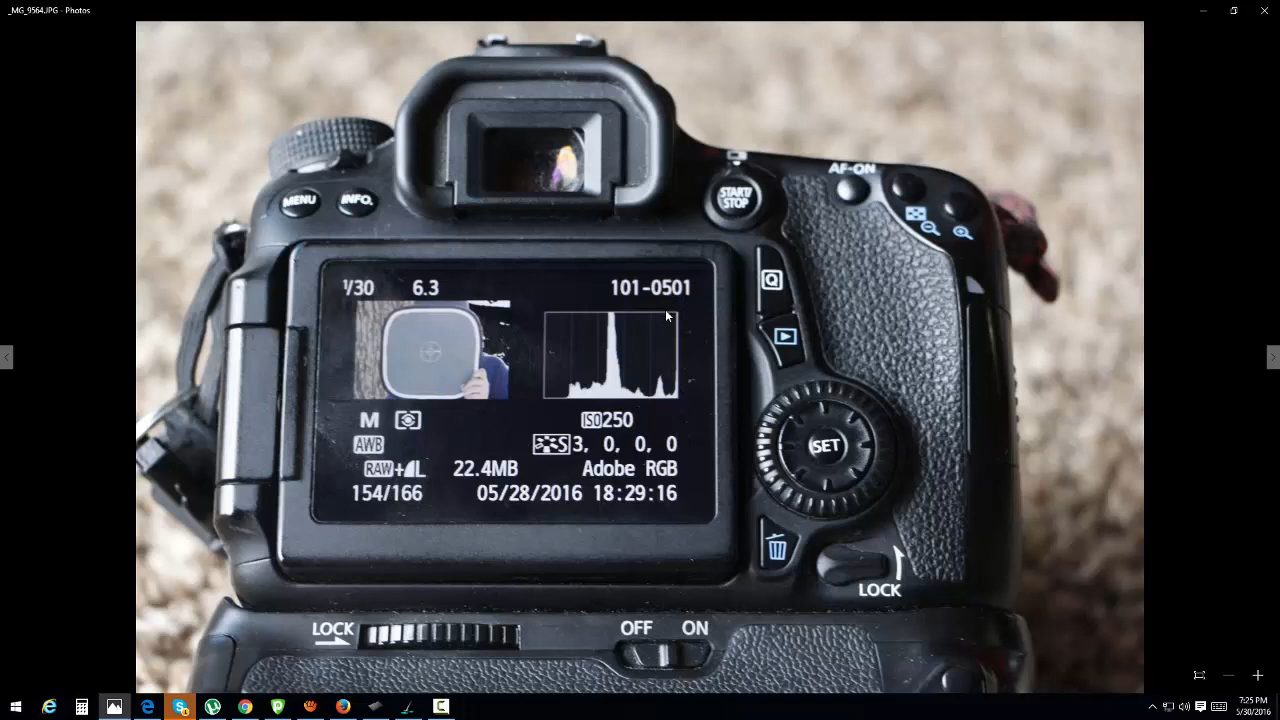 _MG_9564.JPG - Photos
MENU
INFO.
START/
STOP
AF-ON
Q
1/30 6.3 101-0501
M ISO250
AWB S 3, 0, 0, 0
RAW+L 22.4MB Adobe RGB
154/166 05/28/2016 18:29:16
SET
LOCK
LOCK
OFF ON
7:25 PM
5/30/2016